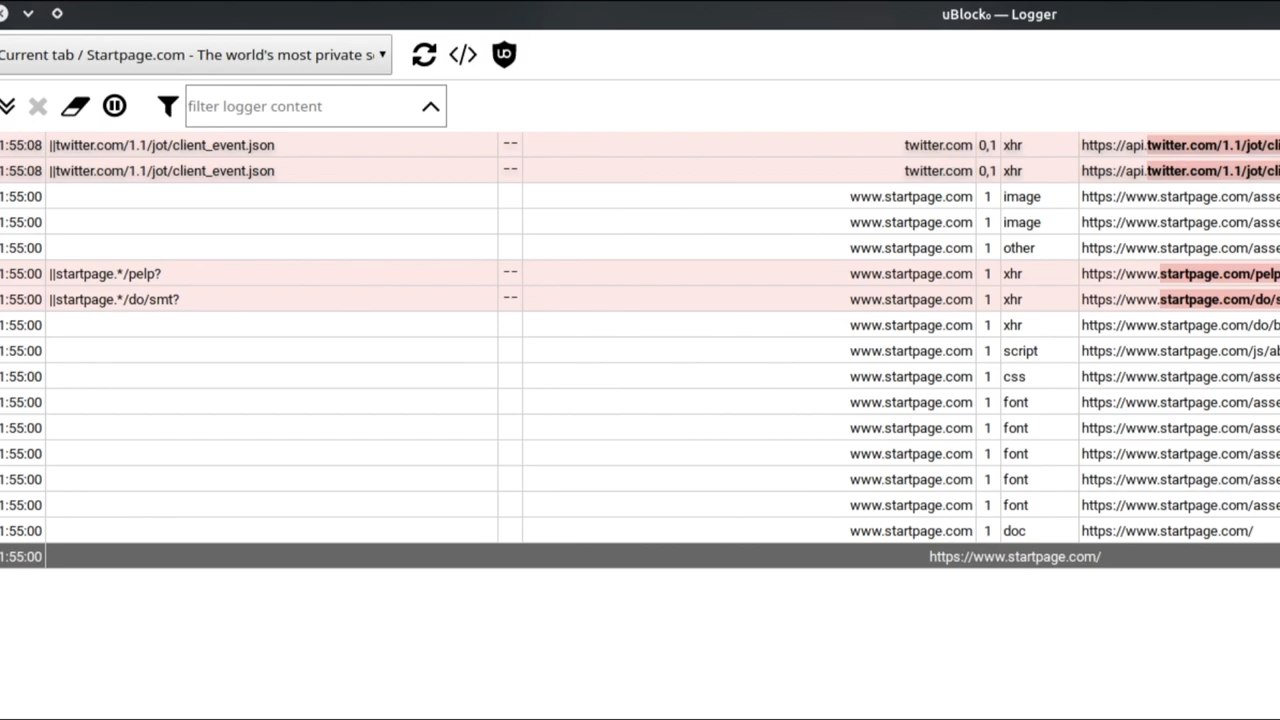 uBlock₀ — Logger
Current tab / Startpage.com - The world's most private s
filter logger content
1:55:08 ||twitter.com/1.1/jot/client_event.json -- twitter.com 0,1 xhr https://api.twitter.com/1.1/jot/cli
1:55:08 ||twitter.com/1.1/jot/client_event.json -- twitter.com 0,1 xhr https://api.twitter.com/1.1/jot/cli
1:55:00 www.startpage.com 1 image https://www.startpage.com/asse
1:55:00 www.startpage.com 1 image https://www.startpage.com/asse
1:55:00 www.startpage.com 1 other https://www.startpage.com/asse
1:55:00 ||startpage.*/pelp? -- www.startpage.com 1 xhr https://www.startpage.com/pelp
1:55:00 ||startpage.*/do/smt? -- www.startpage.com 1 xhr https://www.startpage.com/do/s
1:55:00 www.startpage.com 1 xhr https://www.startpage.com/do/b
1:55:00 www.startpage.com 1 script https://www.startpage.com/js/ab
1:55:00 www.startpage.com 1 css https://www.startpage.com/asse
1:55:00 www.startpage.com 1 font https://www.startpage.com/asse
1:55:00 www.startpage.com 1 font https://www.startpage.com/asse
1:55:00 www.startpage.com 1 font https://www.startpage.com/asse
1:55:00 www.startpage.com 1 font https://www.startpage.com/asse
1:55:00 www.startpage.com 1 font https://www.startpage.com/asse
1:55:00 www.startpage.com 1 doc https://www.startpage.com/
1:55:00 https://www.startpage.com/